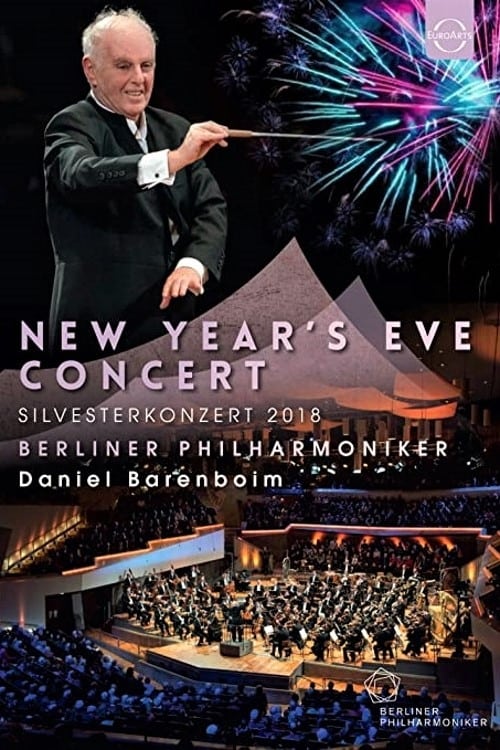 EUROARTS
NEW YEAR'S EVE
CONCERT
SILVESTERKONZERT 2018
BERLINER PHILHARMONIKER
Daniel Barenboim
BERLINER
PHILHARMONIKER